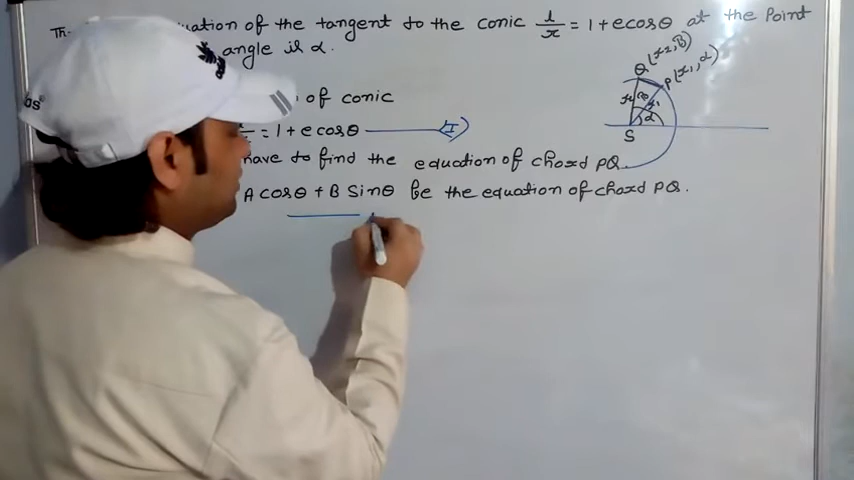 Th uation of the tangent to the conic l/r = 1 + e cosθ at the Point
angle is α.
of conic
= 1 + e cosθ ——— (I)
have to find the equation of chord PQ
A cosθ + B Sinθ be the equation of chord PQ.
Q (r2, β)
P (r1, α)
α
S